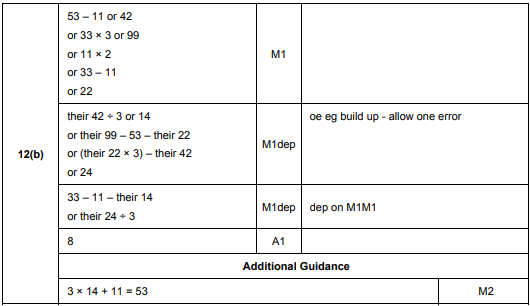 53 – 11 or 42
or 33 × 3 or 99
or 11 × 2
or 33 – 11
or 22
M1
12(b)
their 42 ÷ 3 or 14
or their 99 – 53 – their 22
or (their 22 × 3) – their 42
or 24
M1dep
oe eg build up - allow one error
33 – 11 – their 14
or their 24 ÷ 3
M1dep
dep on M1M1
8
A1
Additional Guidance
3 × 14 + 11 = 53
M2